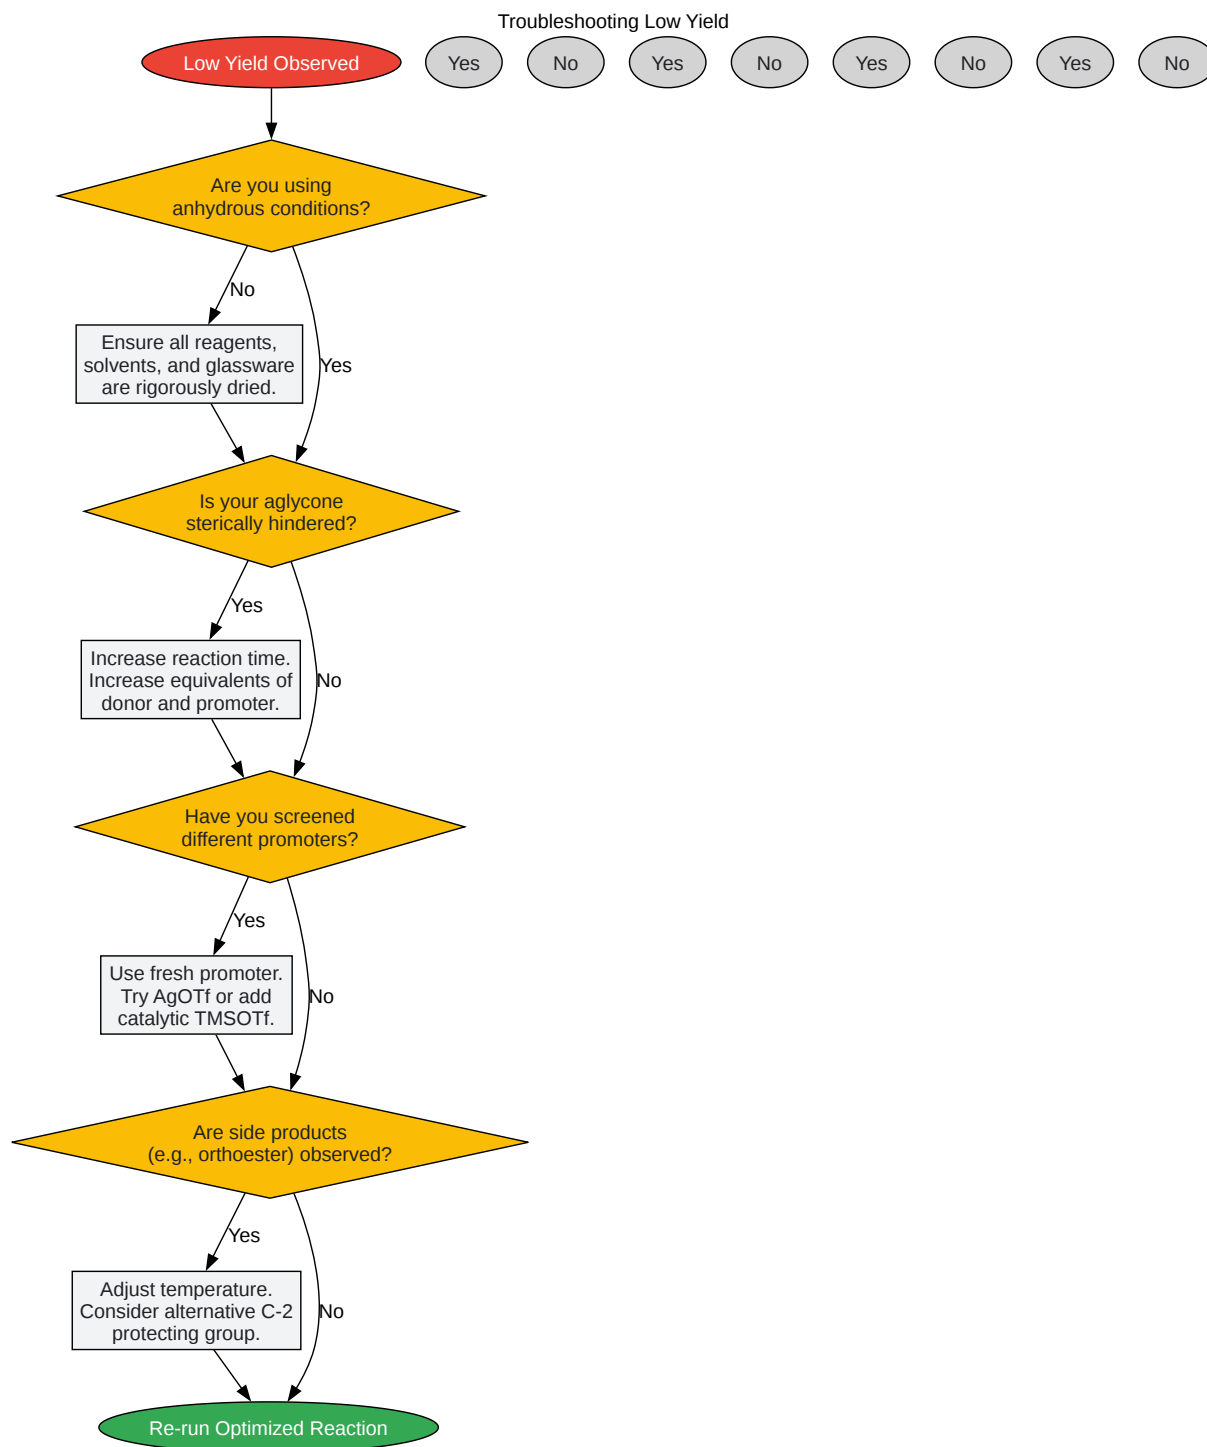 Troubleshooting Low Yield
Low Yield Observed
Yes
No
Yes
No
Yes
No
Yes
No
Are you using
anhydrous conditions?
No
Ensure all reagents,
solvents, and glassware
are rigorously dried.
Yes
Is your aglycone
sterically hindered?
Yes
Increase reaction time.
Increase equivalents of
donor and promoter.
No
Have you screened
different promoters?
Yes
Use fresh promoter.
Try AgOTf or add
catalytic TMSOTf.
No
Are side products
(e.g., orthoester) observed?
Yes
Adjust temperature.
Consider alternative C-2
protecting group.
No
Re-run Optimized Reaction